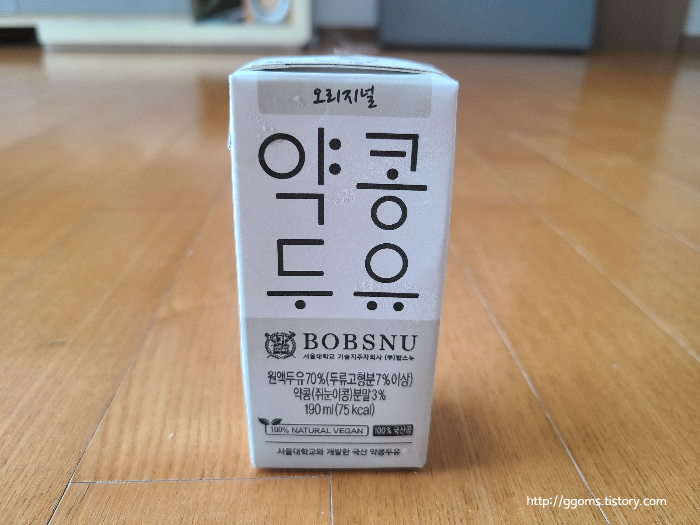 오리지널
약콩
두유
BOBSNU
서울대학교 기술지주자회사 (주)밥스누
원액두유70%(두류고형분7%이상)
약콩(쥐눈이콩)분말3%
190ml(75 kcal)
100% NATURAL VEGAN 100% 국산콩
서울대학교와 개발한 국산 약콩두유
http://ggoms.tistory.com